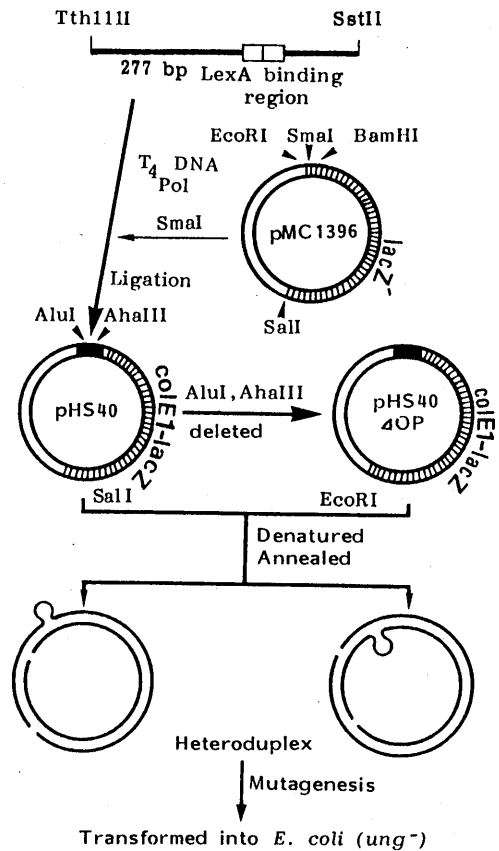 Tth111I SstII
277 bp LexA binding
region
EcoRI SmaI BamHI
T4 DNA
Pol
SmaI
pMC1396
lacZ-
Ligation
SalI
AluI AhaIII
pHS40
colE1-lacZ
AluI, AhaIII
deleted
pHS40
ΔOP
colE1-lacZ
SalI EcoRI
Denatured
Annealed
Heteroduplex
Mutagenesis
Transformed into E. coli (ung-)